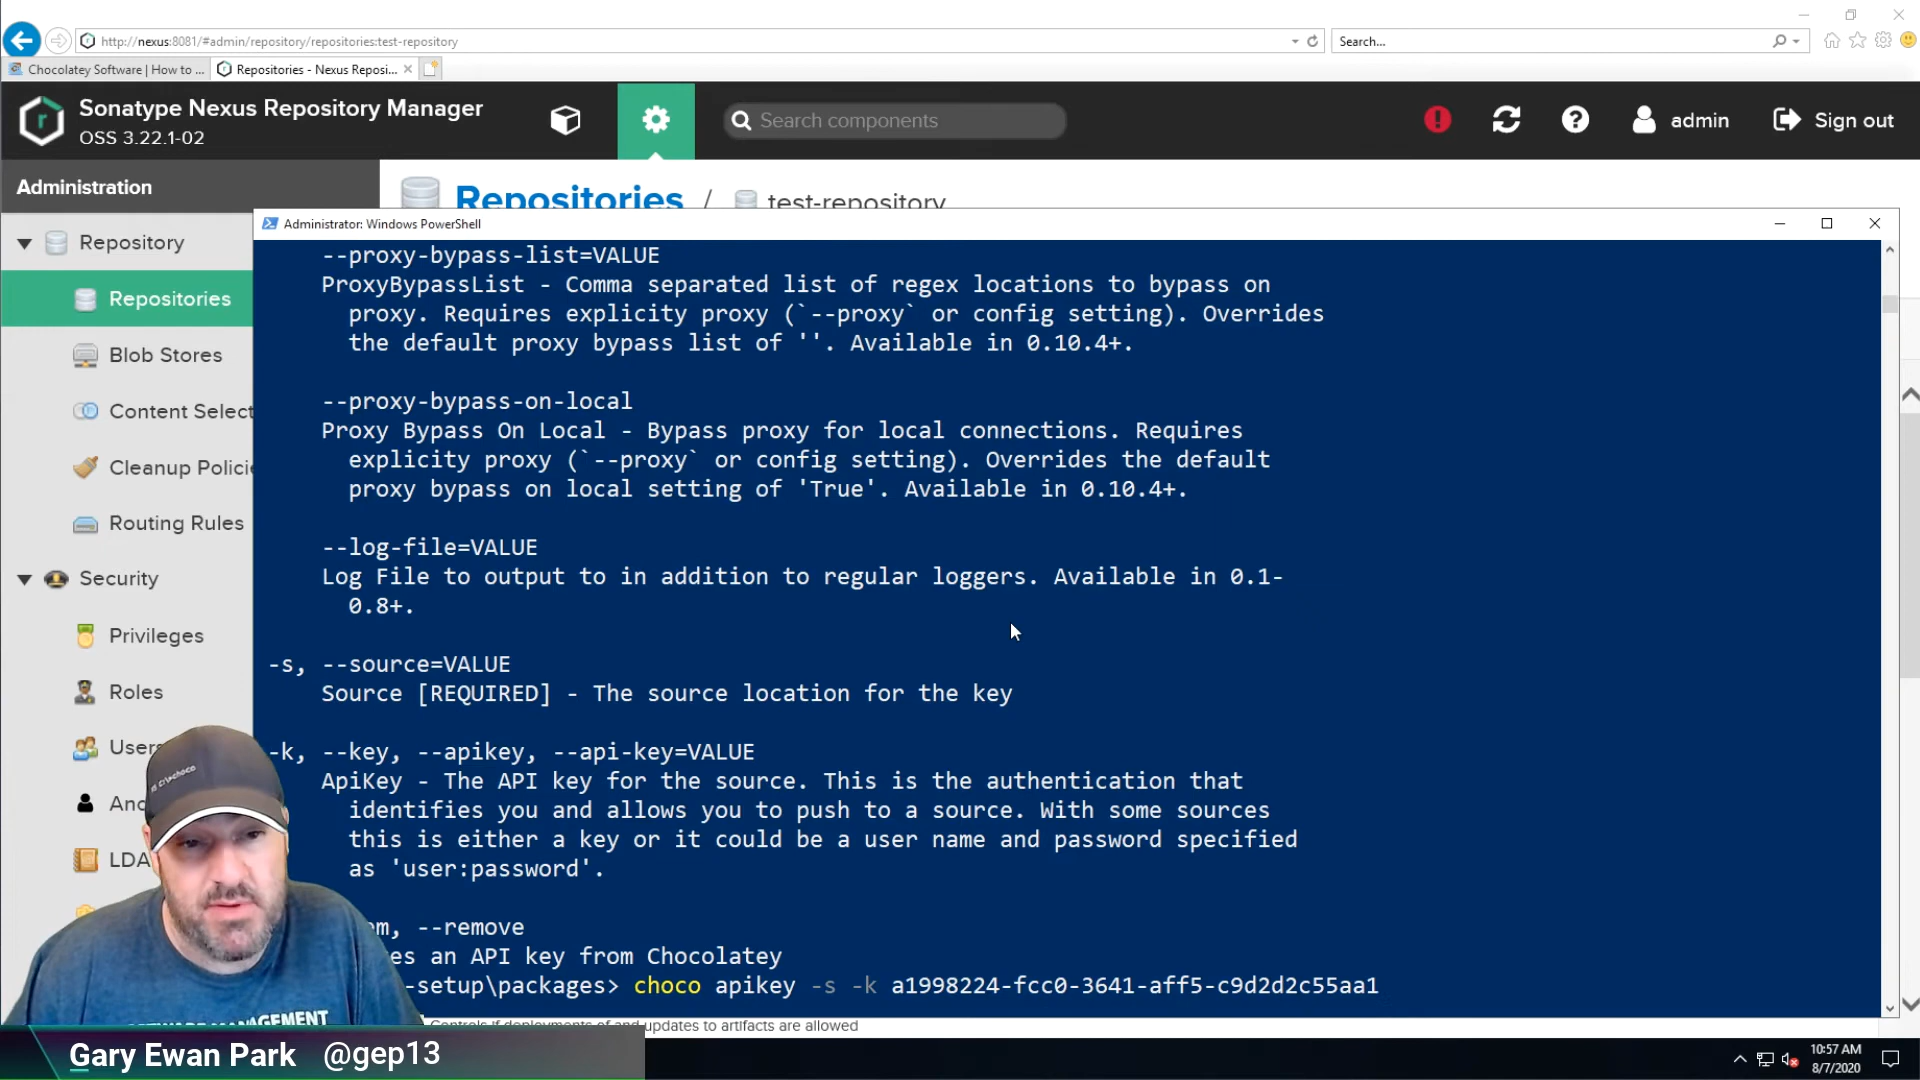 http://nexus:8081/#admin/repository/repositories:test-repository
Search...
Chocolatey Software | How to ...
Repositories - Nexus Reposi...
Sonatype Nexus Repository Manager
OSS 3.22.1-02
Search components
admin
Sign out
Administration
Repositories / test-repository
Administrator: Windows PowerShell
Repository
Repositories
Blob Stores
Content Select
Cleanup Policie
Routing Rules
Security
Privileges
Roles
Users
LDA
--proxy-bypass-list=VALUE
ProxyBypassList - Comma separated list of regex locations to bypass on
proxy. Requires explicity proxy (`--proxy` or config setting). Overrides
the default proxy bypass list of ''. Available in 0.10.4+.
--proxy-bypass-on-local
Proxy Bypass On Local - Bypass proxy for local connections. Requires
explicity proxy (`--proxy` or config setting). Overrides the default
proxy bypass on local setting of 'True'. Available in 0.10.4+.
--log-file=VALUE
Log File to output to in addition to regular loggers. Available in 0.1-
0.8+.
-s, --source=VALUE
Source [REQUIRED] - The source location for the key
-k, --key, --apikey, --api-key=VALUE
ApiKey - The API key for the source. This is the authentication that
identifies you and allows you to push to a source. With some sources
this is either a key or it could be a user name and password specified
as 'user:password'.
em, --remove
es an API key from Chocolatey
-setup\packages> choco apikey -s -k a1998224-fcc0-3641-aff5-c9d2d2c55aa1
Controls if deployments of and updates to artifacts are allowed
Gary Ewan Park @gep13
10:57 AM
8/7/2020